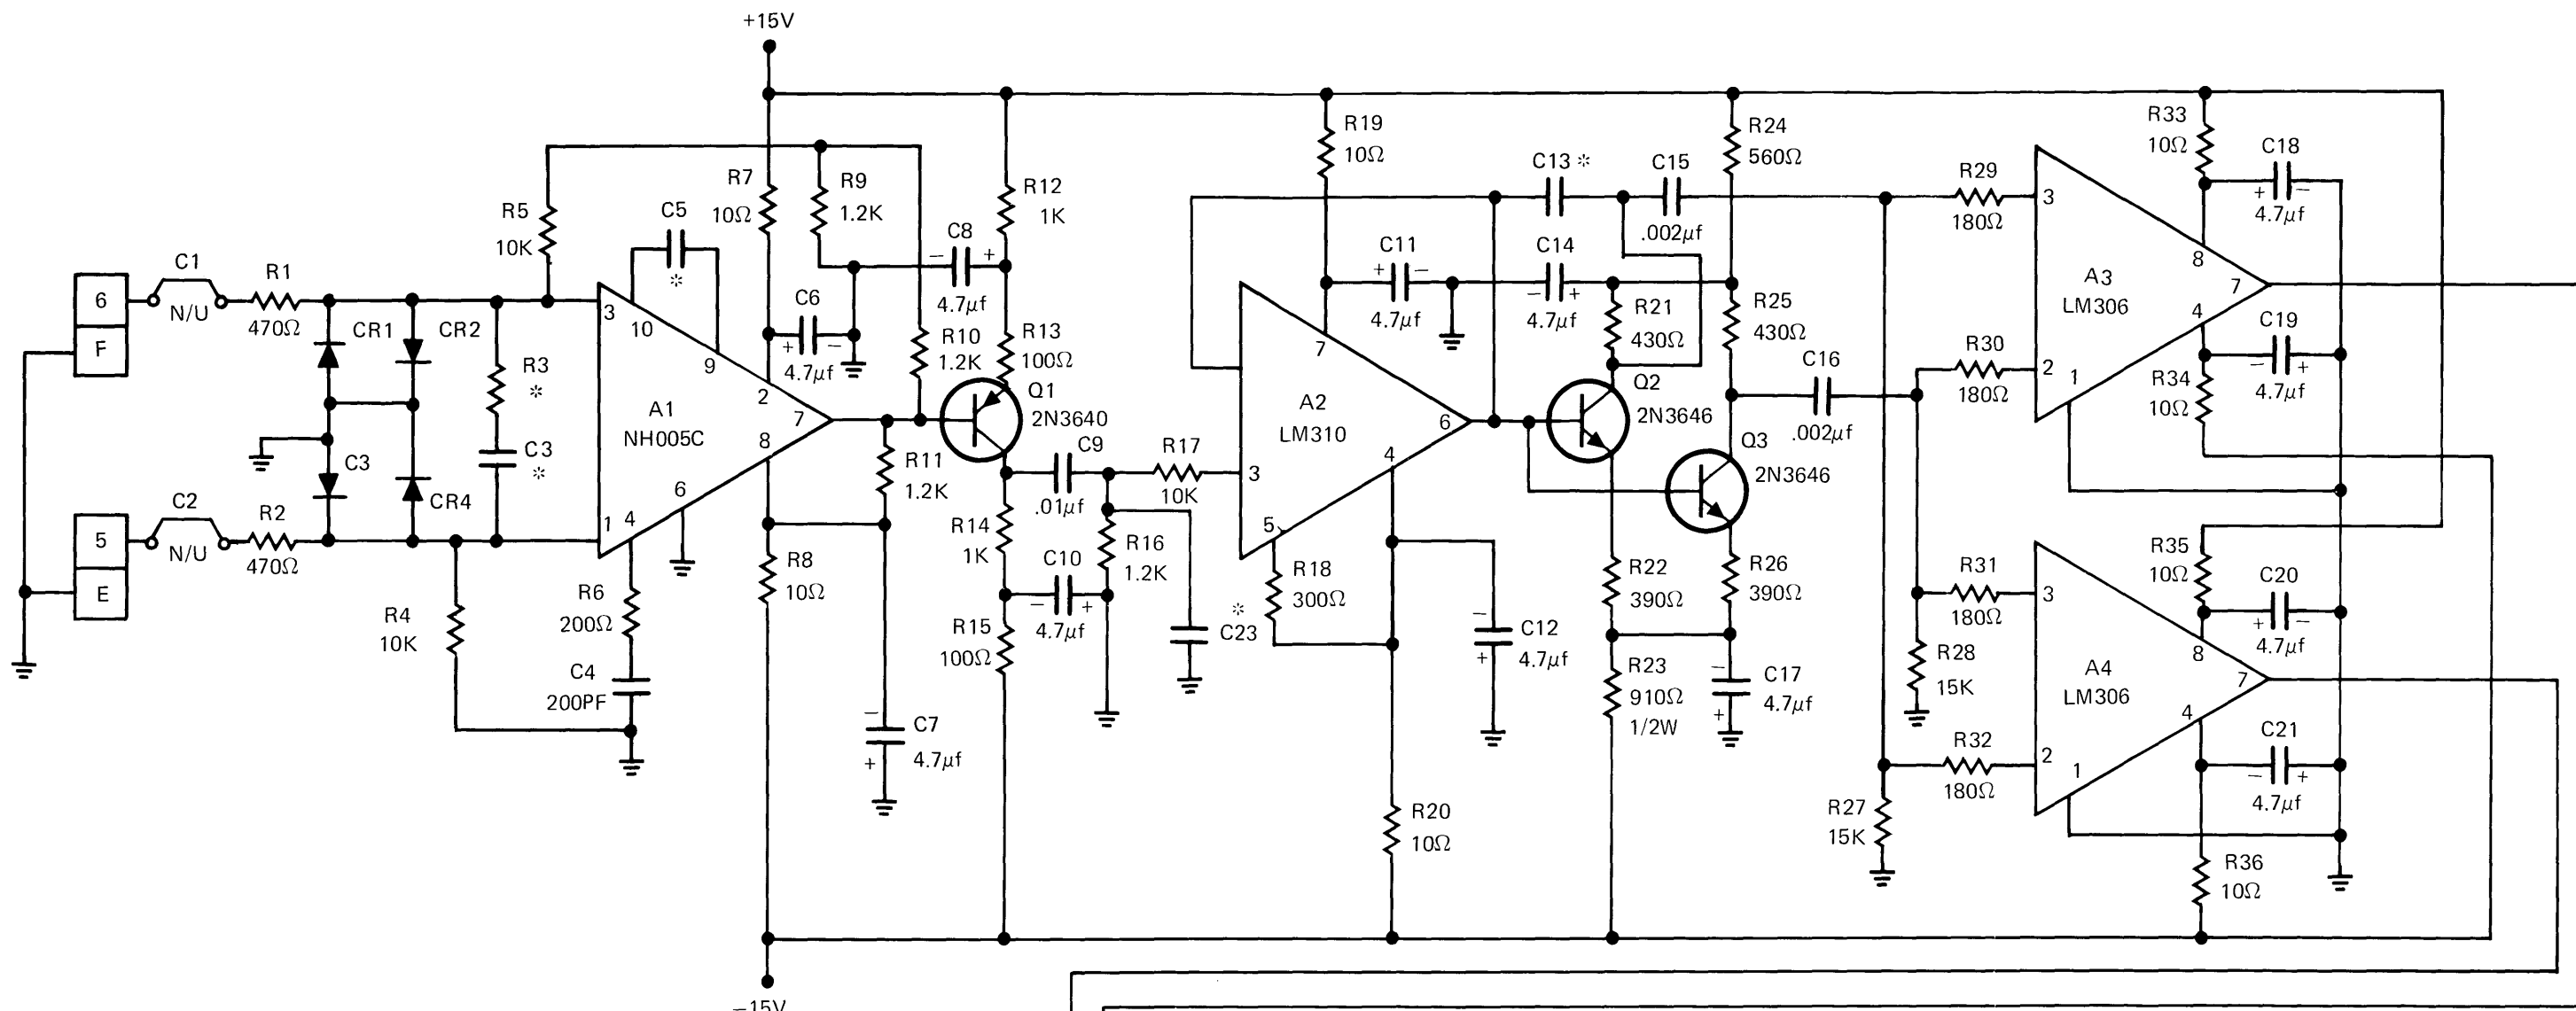 +15V
R7
10Ω
R9
1.2K
R12
1K
R19
10Ω
R24
560Ω
R33
10Ω
C18
+ −
4.7µf
C13 *
C15
.002µf
R29
180Ω
3
R5
10K
C5
*
C8
− +
4.7µf
C11
+ −
4.7µf
C14
− +
4.7µf
R21
430Ω
R25
430Ω
A3
LM306
8
7
4
C19
− +
4.7µf
6
F
C1
N/U
R1
470Ω
CR1
CR2
R3
*
C3
*
3
10
9
2
C6
+ −
4.7µf
R10
1.2K
R13
100Ω
Q1
2N3640
7
A2
LM310
6
Q2
2N3646
C16
.002µf
R30
180Ω
2
1
R34
10Ω
A1
NH005C
7
8
6
1
4
C3
CR4
5
E
C2
N/U
R2
470Ω
R11
1.2K
C9
.01µf
R17
10K
3
4
5
Q3
2N3646
R14
1K
C10
− +
4.7µf
R16
1.2K
R18
300Ω
R22
390Ω
R26
390Ω
R31
180Ω
3
R35
10Ω
C20
+ −
4.7µf
R4
10K
R6
200Ω
C4
200PF
R8
10Ω
R15
100Ω
*
C23
−
C12
+
4.7µf
R23
910Ω
1/2W
−
C17
+
4.7µf
R28
15K
A4
LM306
8
7
4
−
C7
+
4.7µf
R20
10Ω
R27
15K
R32
180Ω
2
1
C21
− +
4.7µf
R36
10Ω
−15V